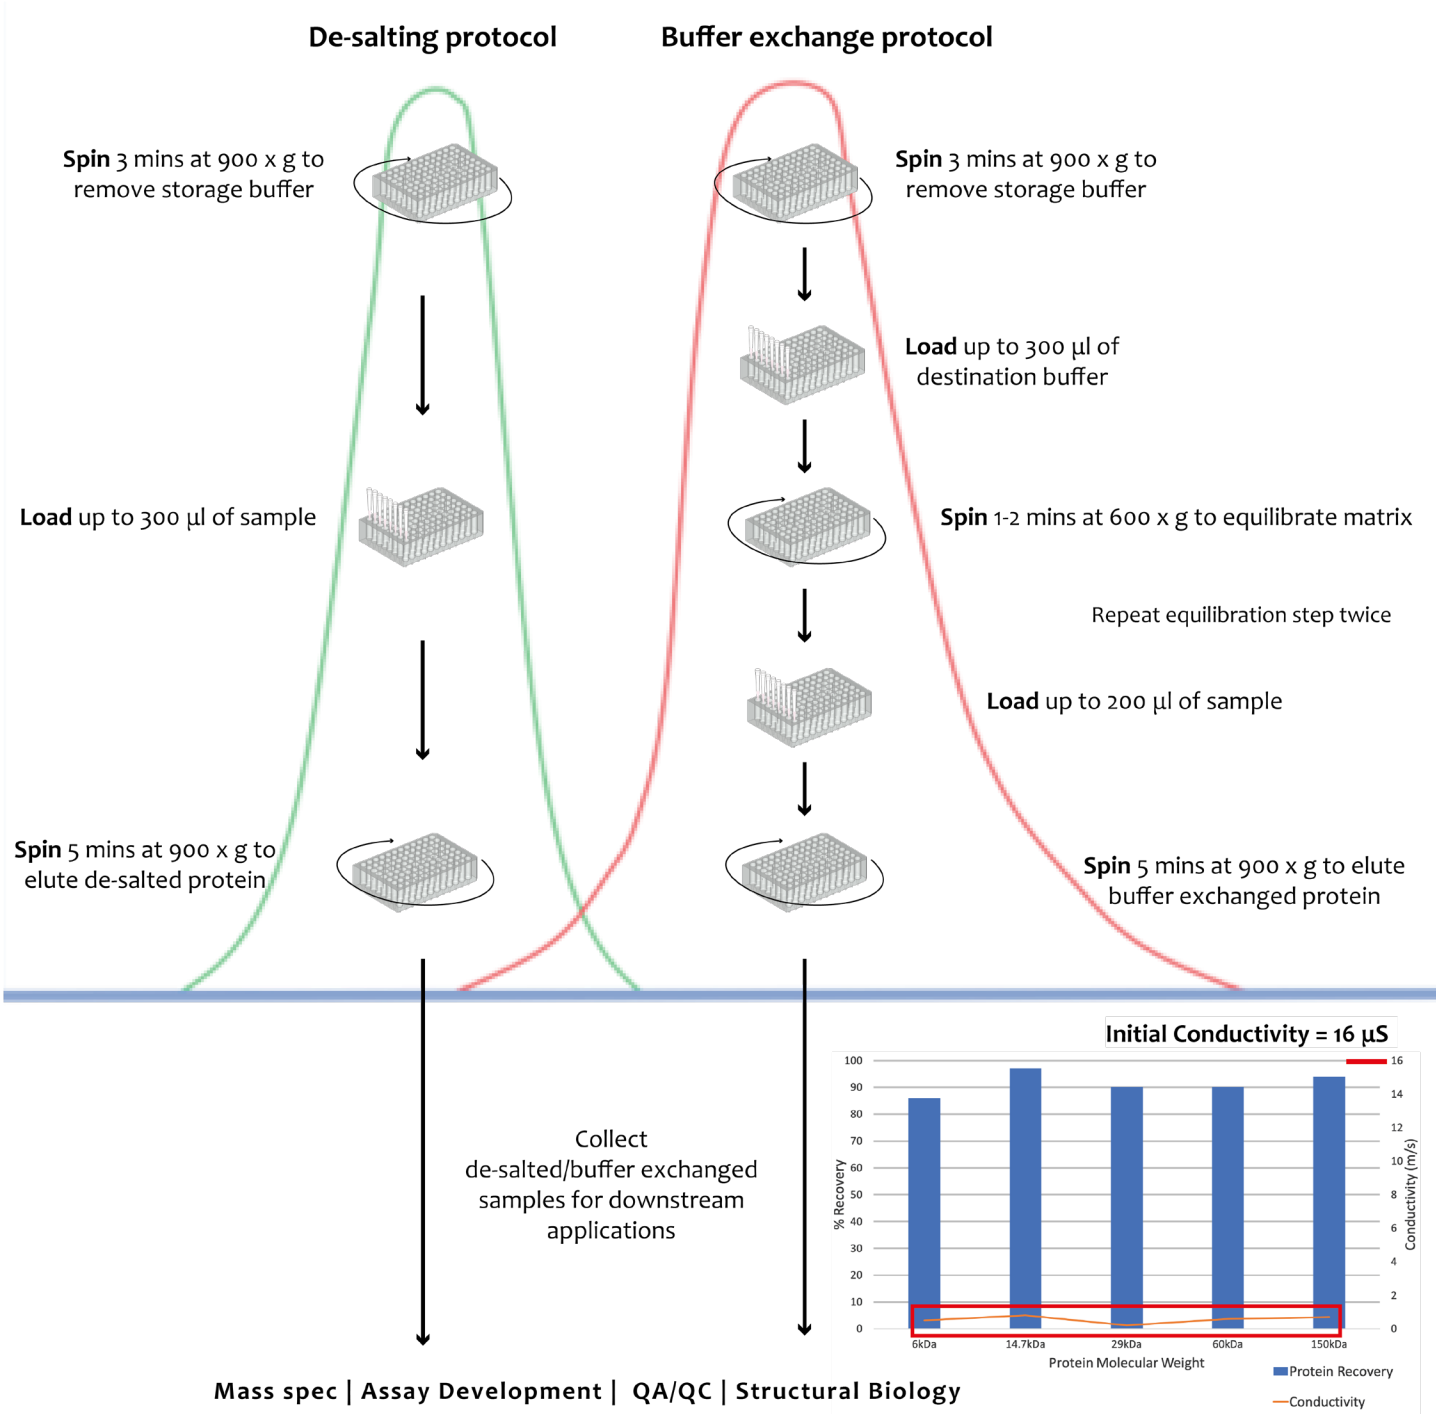 De-salting protocol
Spin 3 mins at 900 x g to
remove storage buffer
Load up to 300 µl of sample
Spin 5 mins at 900 x g to
elute de-salted protein
Buffer exchange protocol
Spin 3 mins at 900 x g to
remove storage buffer
Load up to 300 µl of
destination buffer
Spin 1-2 mins at 600 x g to equilibrate matrix
Repeat equilibration step twice
Load up to 200 µl of sample
Spin 5 mins at 900 x g to elute
buffer exchanged protein
Collect
de-salted/buffer exchanged
samples for downstream
applications
Mass spec | Assay Development | QA/QC | Structural Biology
Initial Conductivity = 16 µS
% Recovery
100
90
80
70
60
50
40
30
20
10
0
16
14
12
10
8
6
4
2
0
Conductivity (m/s)
6kDa 14.7kDa 29kDa 60kDa 150kDa
Protein Molecular Weight
Protein Recovery
Conductivity